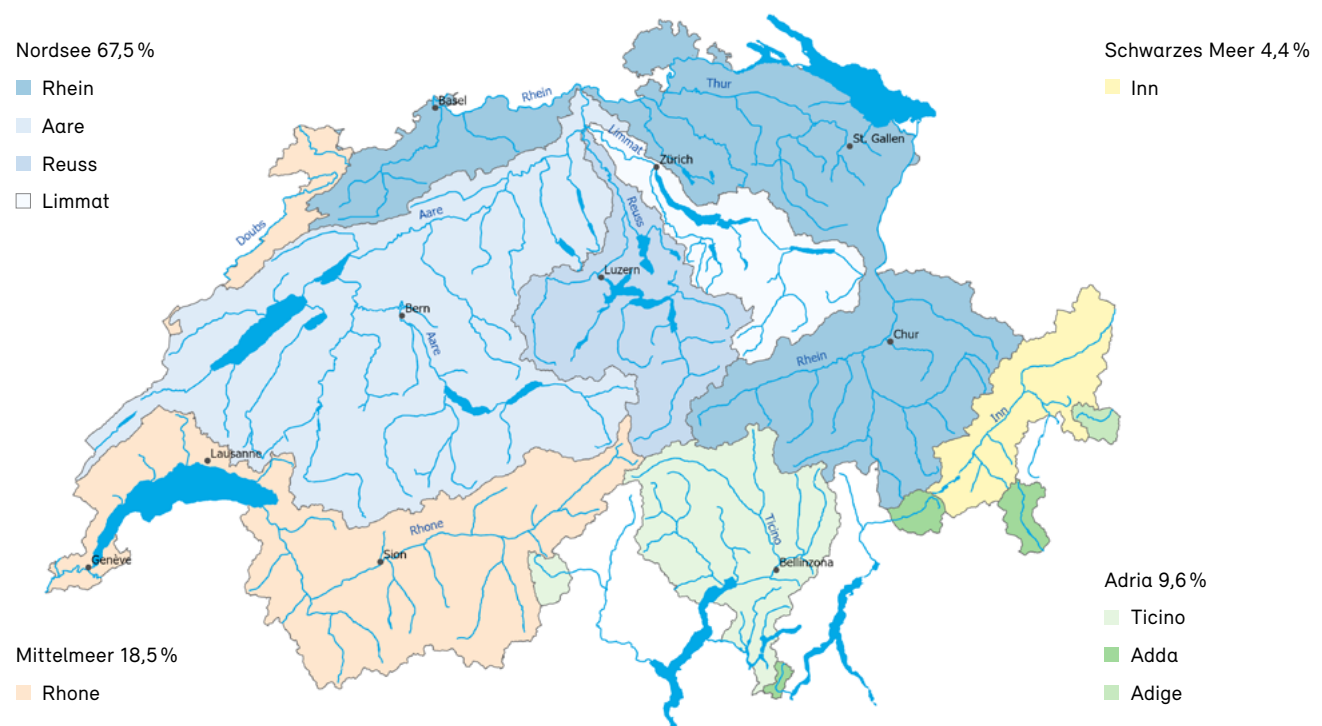 Nordsee 67,5 %
Rhein
Aare
Reuss
Limmat
Schwarzes Meer 4,4 %
Inn
Mittelmeer 18,5 %
Rhone
Adria 9,6 %
Ticino
Adda
Adige
Basel
Rhein
Thur
St. Gallen
Limmat
Zürich
Doubs
Aare
Reuss
Luzern
Bern
Aare
Chur
Rhein
Inn
Lausanne
Rhone
Ticino
Sion
Genève
Bellinzona